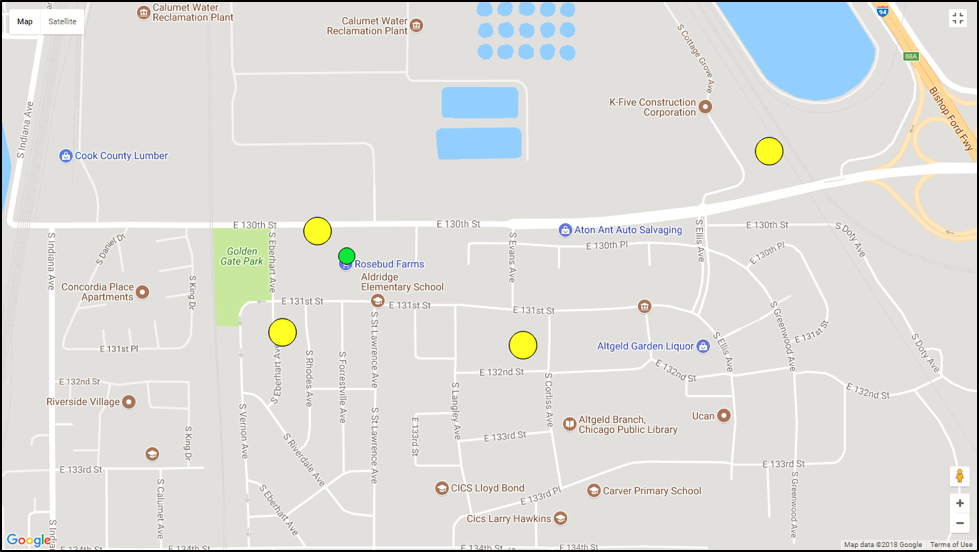 Calumet Water
Reclamation Plant
Calumet Water
Reclamation Plant
Map
Satellite
94
S Cottage Grove Ave
68A
Bishop Ford Fwy
K-Five Construction
Corporation
S Indiana Ave
Cook County Lumber
E 130th St
E 130th St
E 130th St
Aton Ant Auto Salvaging
S Daniel Dr
S Indiana Ave
Golden
Gate Park
S Eberhart Ave
S Evans Ave
E 130th Pl
S Ellis Ave
E 130th Pl
S Doty Ave
Rosebud Farms
Aldridge
Elementary School
Concordia Place
Apartments
S King Dr
E 131st St
E 131st St
E 131st St
S Greenwood Ave
E 131st St
S Ellis Ave
S Doty Ave
E 131st Pl
Altgeld Garden Liquor
S Eberhart Ave
S Rhodes Ave
S Forrestville Ave
S St Lawrence Ave
E 132nd St
E 132nd St
E 132nd St
E 132nd St
Riverside Village
S Vernon Ave
S Langley Ave
S Corliss Ave
Ucan
Altgeld Branch,
Chicago Public Library
S King Dr
S Riverdale Ave
S St Lawrence Ave
E 133rd St
E 133rd St
E 133rd St
E 133rd St
S Calumet Ave
S Eberhart Ave
CICS Lloyd Bond
E 133rd Pl
Carver Primary School
S Greenwood Ave
Cics Larry Hawkins
S India
Google
E 134th St
E 134th St
E 134th St
Map data ©2018 Google
Terms of Use